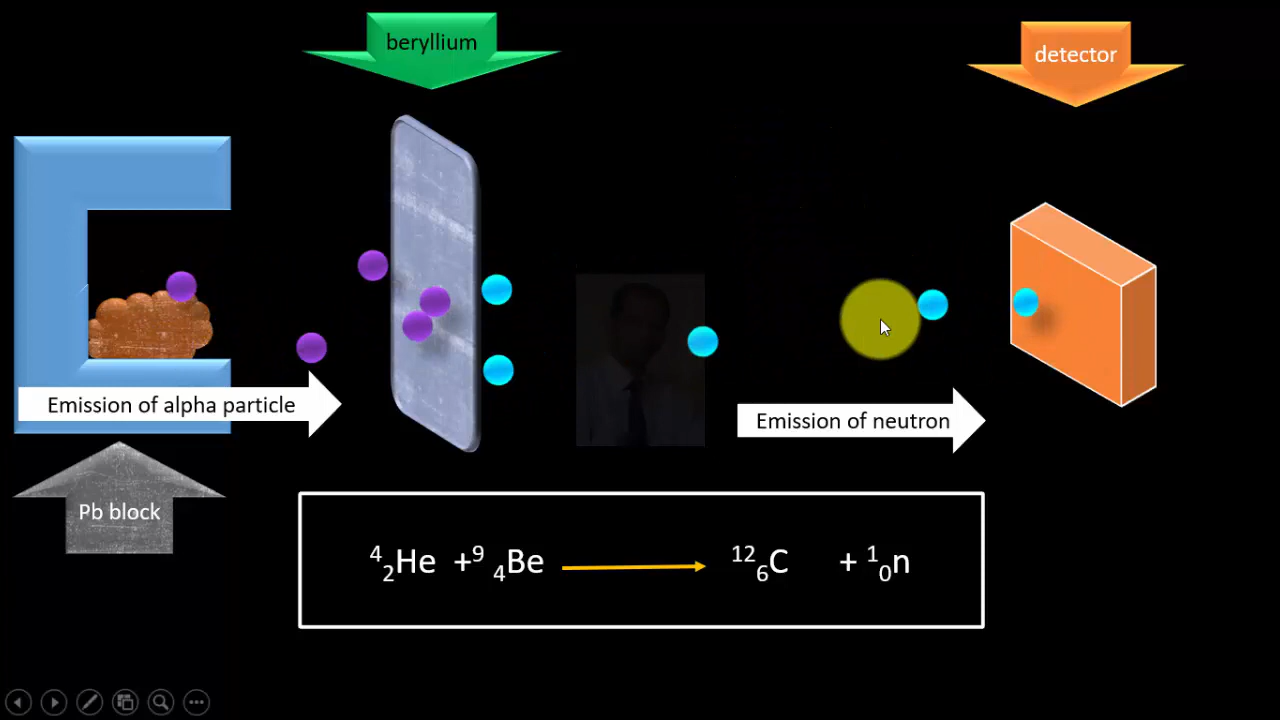 beryllium
detector
Emission of alpha particle
Emission of neutron
Pb block
⁴₂He +⁹₄Be ⟶ ¹²₆C + ¹₀n